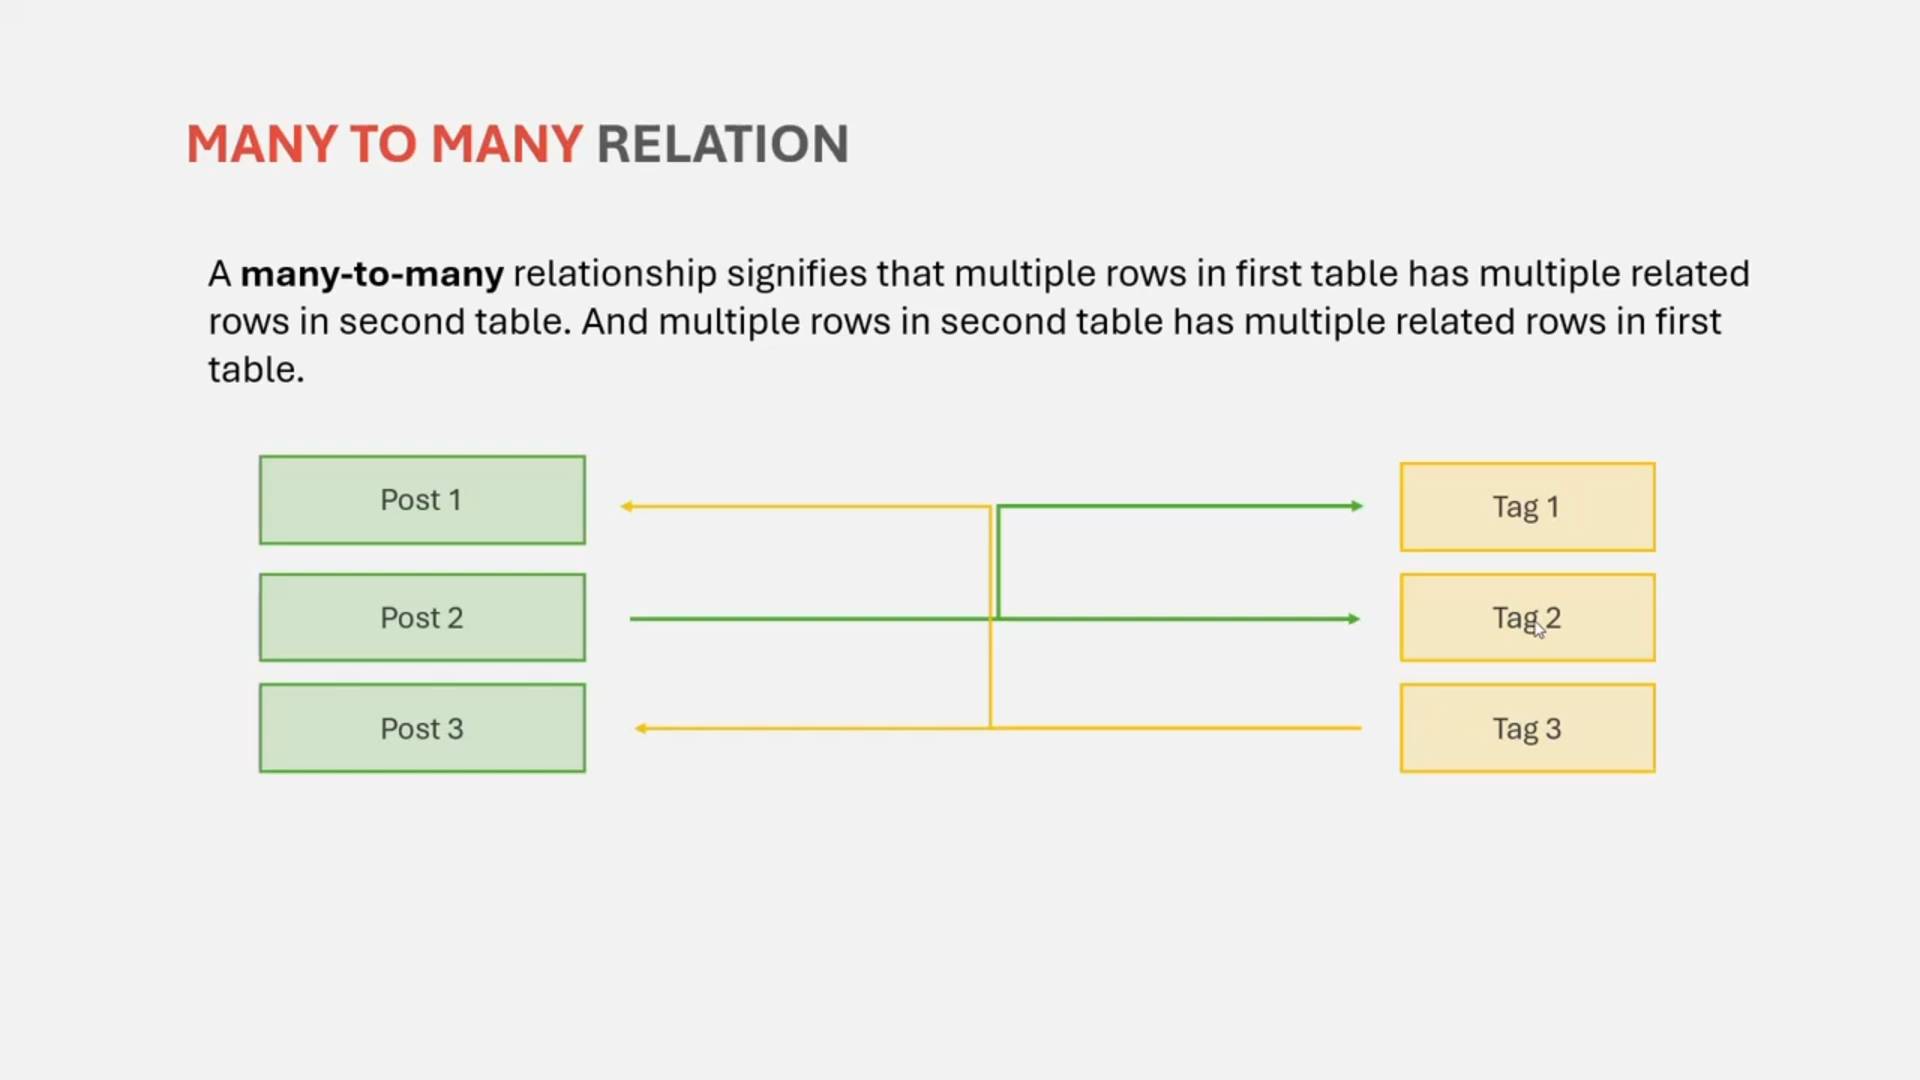 MANY TO MANY RELATION
A many-to-many relationship signifies that multiple rows in first table has multiple related
rows in second table. And multiple rows in second table has multiple related rows in first
table.
Post 1
Tag 1
Post 2
Tag 2
Post 3
Tag 3